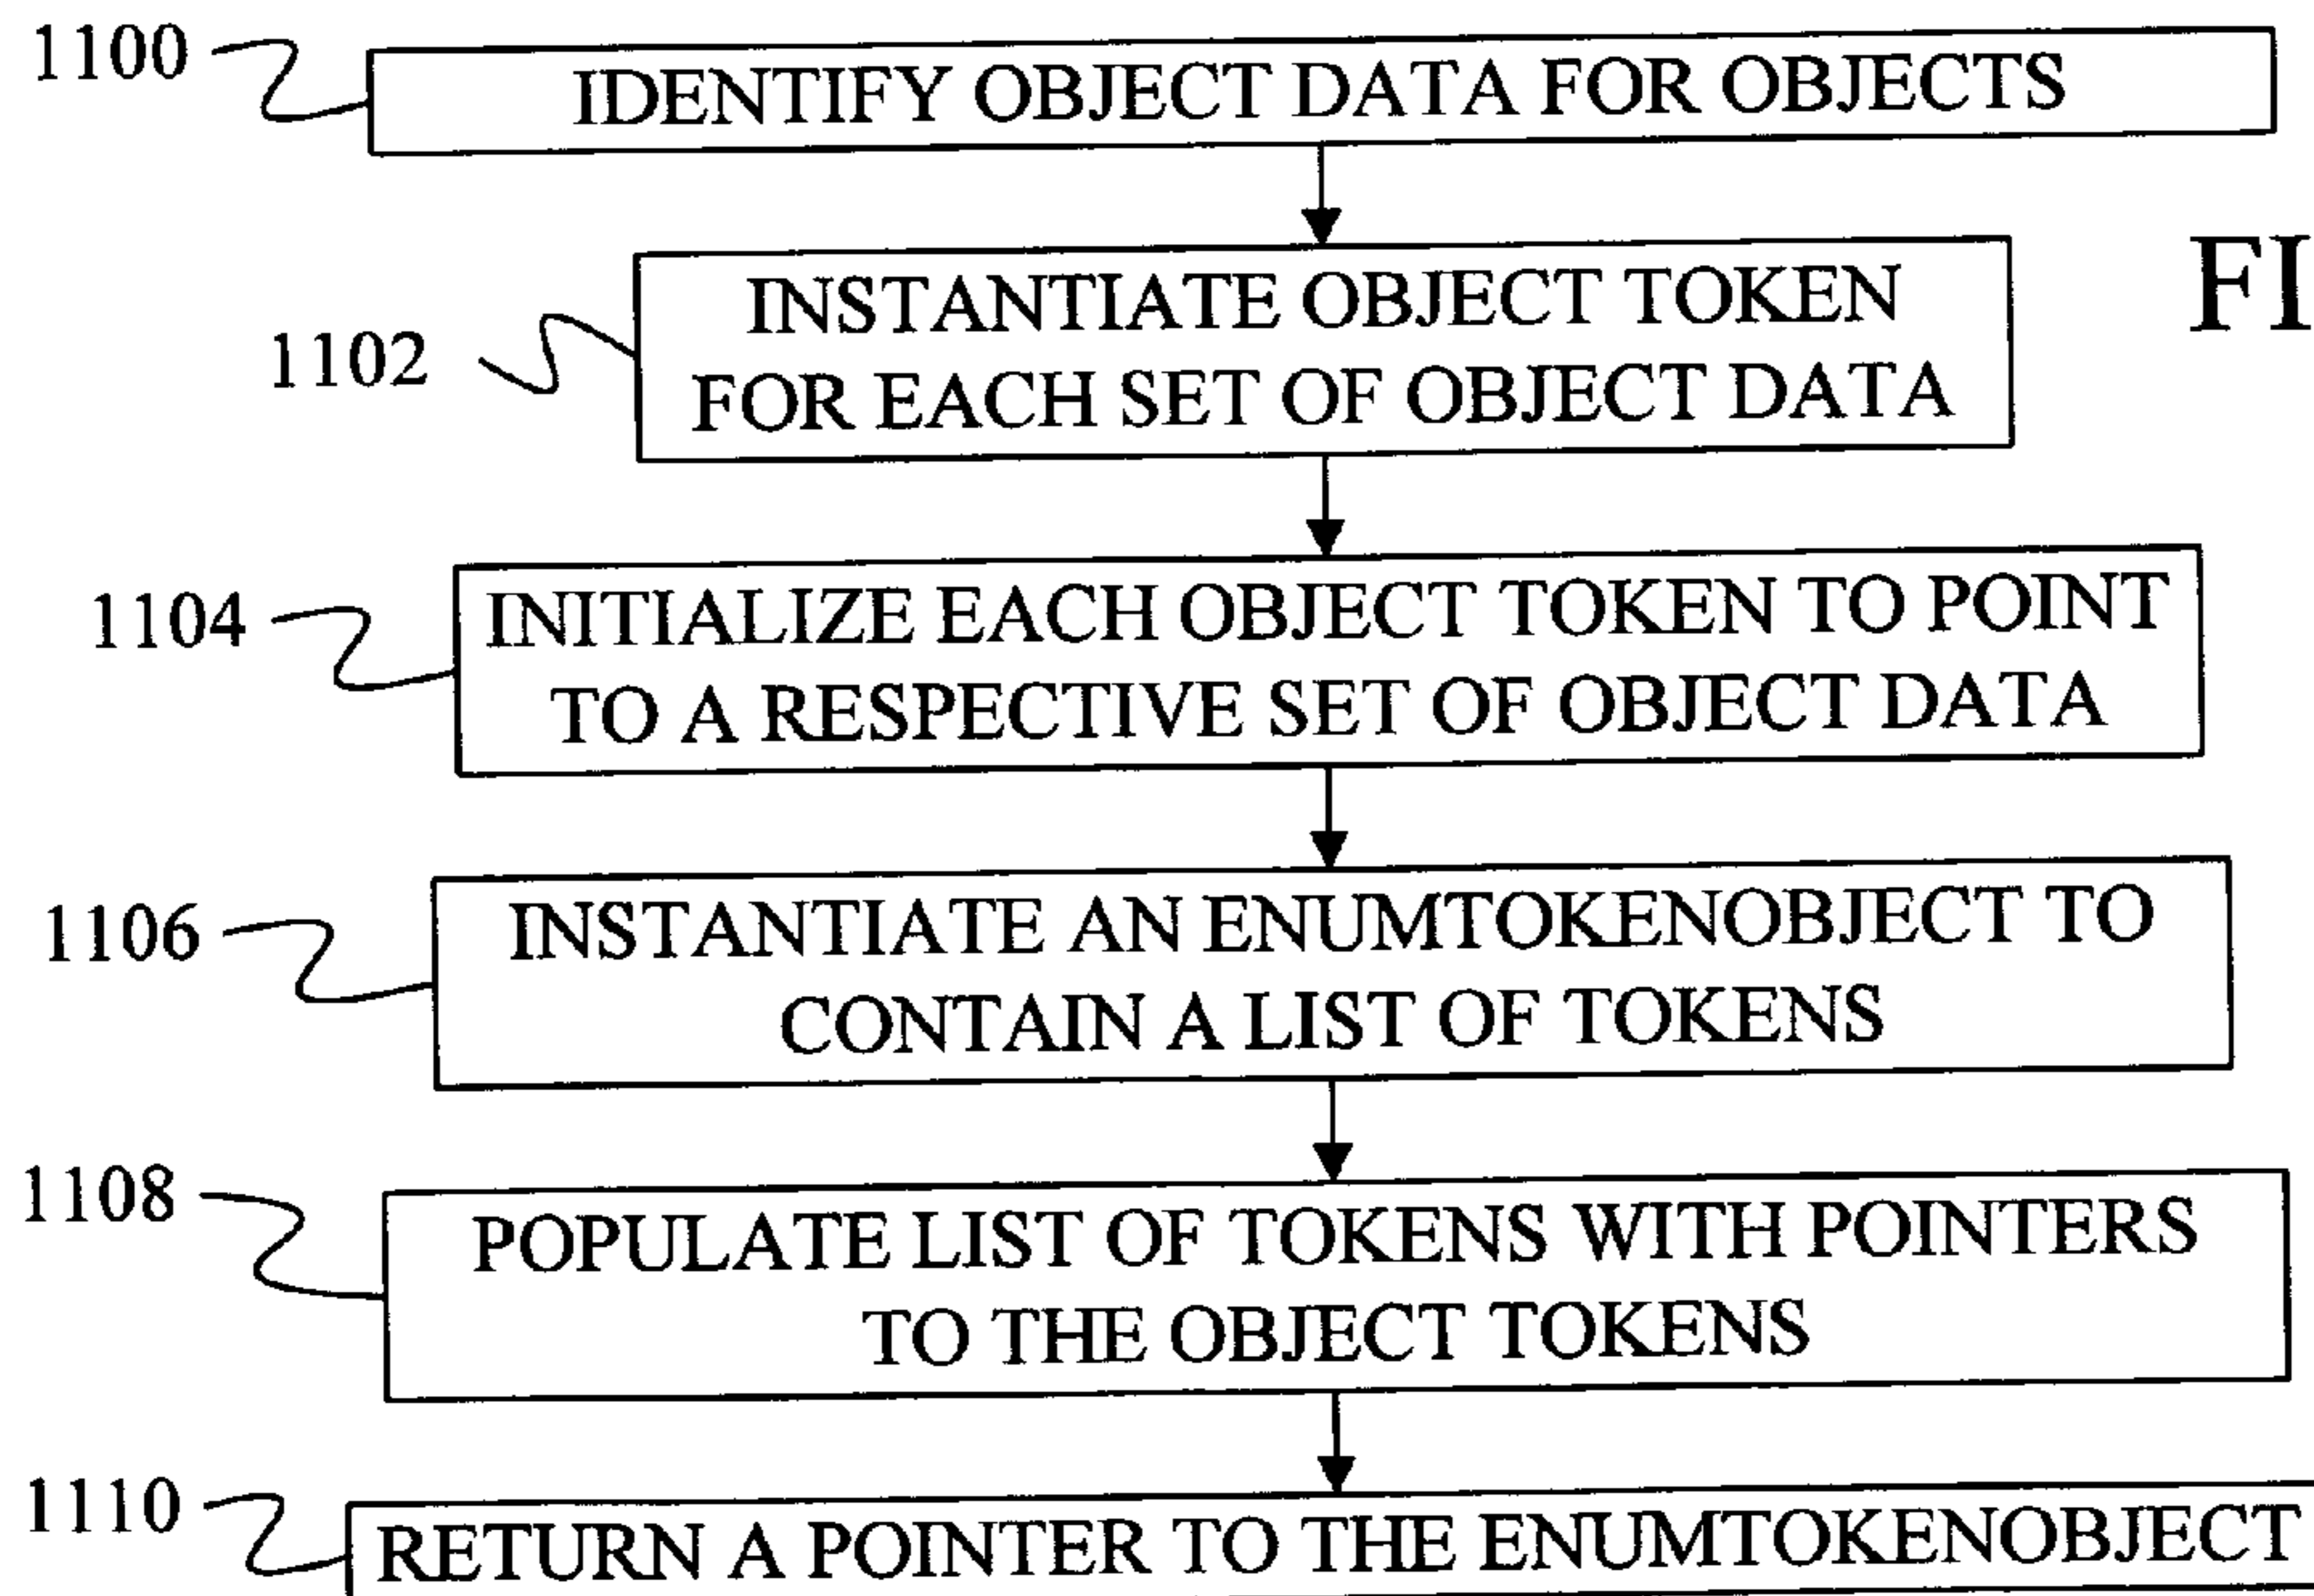 1100
IDENTIFY OBJECT DATA FOR OBJECTS
FI
1102
INSTANTIATE OBJECT TOKEN
FOR EACH SET OF OBJECT DATA
1104
INITIALIZE EACH OBJECT TOKEN TO POINT
TO A RESPECTIVE SET OF OBJECT DATA
1106
INSTANTIATE AN ENUMTOKENOBJECT TO
CONTAIN A LIST OF TOKENS
1108
POPULATE LIST OF TOKENS WITH POINTERS
TO THE OBJECT TOKENS
1110
RETURN A POINTER TO THE ENUMTOKENOBJECT